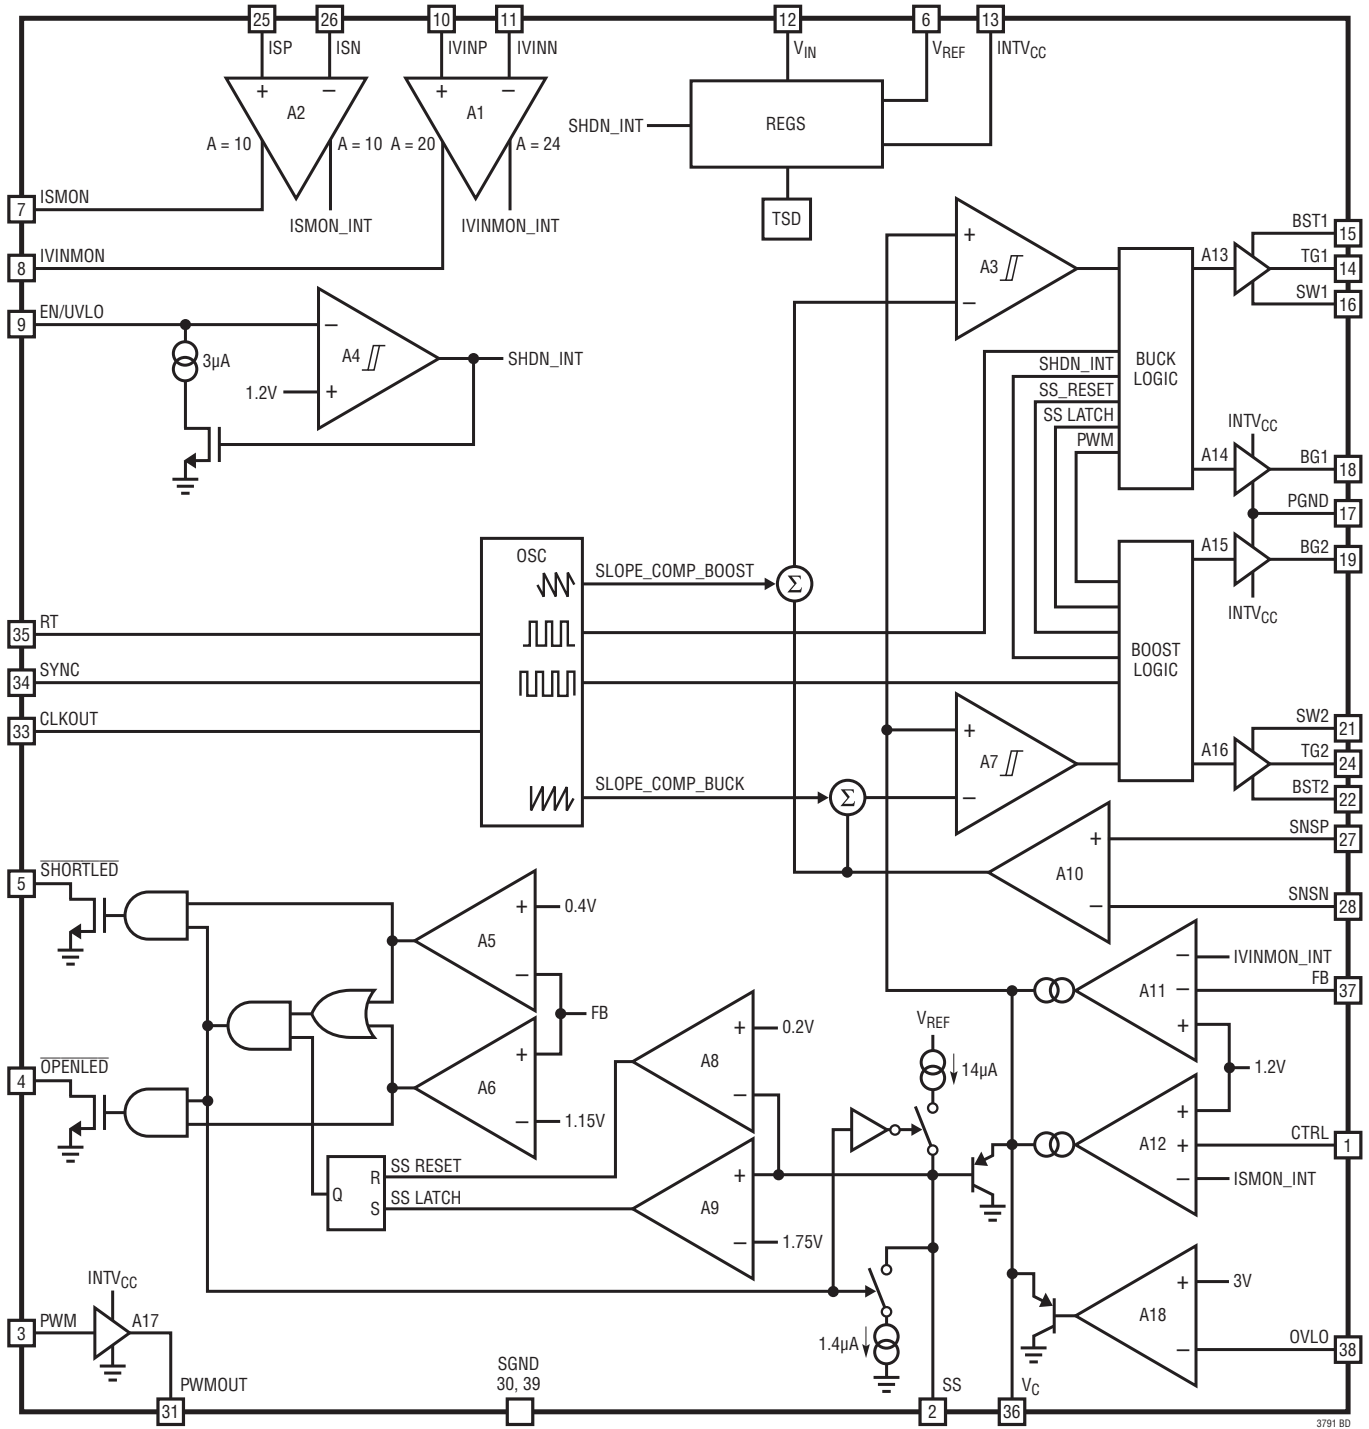 25
26
10
11
12
6
13
ISP
ISN
IVINP
IVINN
VIN
VREF
INTVCC
+
–
+
–
A2
A1
REGS
SHDN_INT
A = 10
A = 10
A = 20
A = 24
7
ISMON
ISMON_INT
IVINMON_INT
TSD
8
IVINMON
9
EN/UVLO
–
A4
3µA
1.2V
+
SHDN_INT
+
A3
–
BUCK
LOGIC
SHDN_INT
SS_RESET
SS LATCH
PWM
A13
BST1
15
TG1
14
SW1
16
INTVCC
A14
BG1
18
PGND
17
A15
BG2
19
INTVCC
OSC
SLOPE_COMP_BOOST
Σ
35
RT
34
SYNC
33
CLKOUT
BOOST
LOGIC
SLOPE_COMP_BUCK
Σ
+
A7
–
A16
SW2
21
TG2
24
BST2
22
SNSP
27
+
A10
–
SNSN
28
5
SHORTLED
+
0.4V
A5
–
FB
+
A6
–
1.15V
4
OPENLED
–
IVINMON_INT
A11
–
FB
37
+
1.2V
VREF
14µA
+
0.2V
A8
–
+
A12
+
CTRL
1
–
ISMON_INT
SS RESET
R
Q
S
SS LATCH
+
A9
–
1.75V
INTVCC
3
PWM
A17
1.4µA
+
3V
A18
–
OVLO
38
PWMOUT
31
SGND
30, 39
SS
2
VC
36
3791 BD